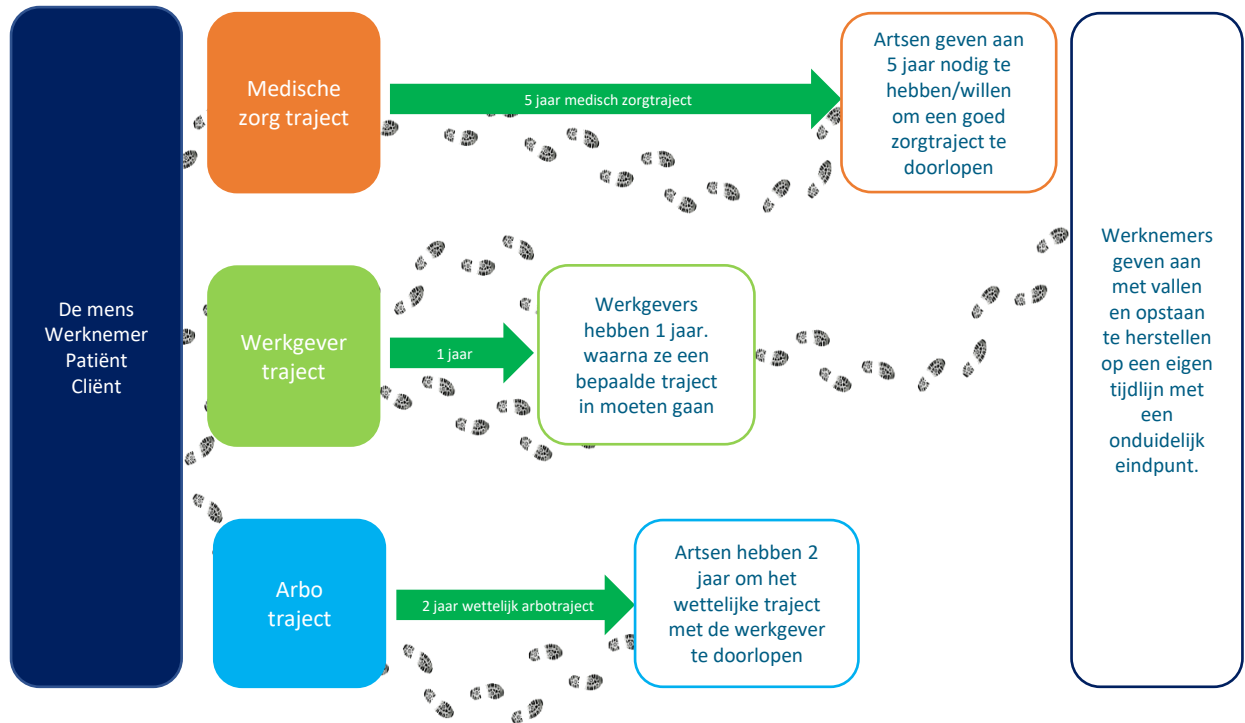 De mens
Werknemer
Patiënt
Cliënt
Medische
zorg traject
5 jaar medisch zorgtraject
Artsen geven aan
5 jaar nodig te
hebben/willen
om een goed
zorgtraject te
doorlopen
Werkgever
traject
1 jaar
Werkgevers
hebben 1 jaar.
waarna ze een
bepaalde traject
in moeten gaan
Arbo
traject
2 jaar wettelijk arbotraject
Artsen hebben 2
jaar om het
wettelijke traject
met de werkgever
te doorlopen
Werknemers
geven aan
met vallen
en opstaan
te herstellen
op een eigen
tijdlijn met
een
onduidelijk
eindpunt.